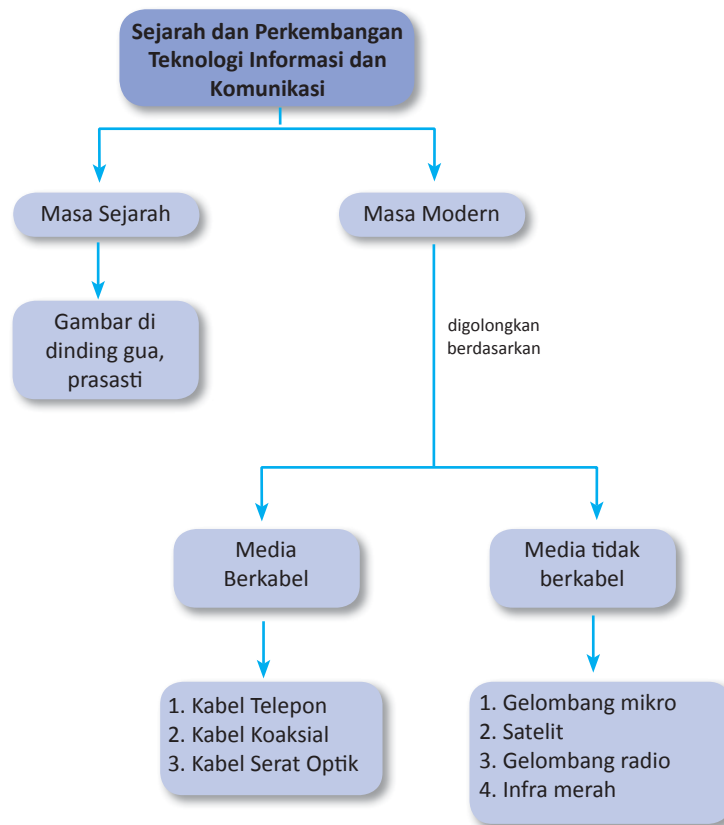 Sejarah dan Perkembangan
Teknologi Informasi dan
Komunikasi
Masa Sejarah
Masa Modern
Gambar di
dinding gua,
prasasti
digolongkan
berdasarkan
Media
Berkabel
Media tidak
berkabel
1. Kabel Telepon
2. Kabel Koaksial
3. Kabel Serat Optik
1. Gelombang mikro
2. Satelit
3. Gelombang radio
4. Infra merah